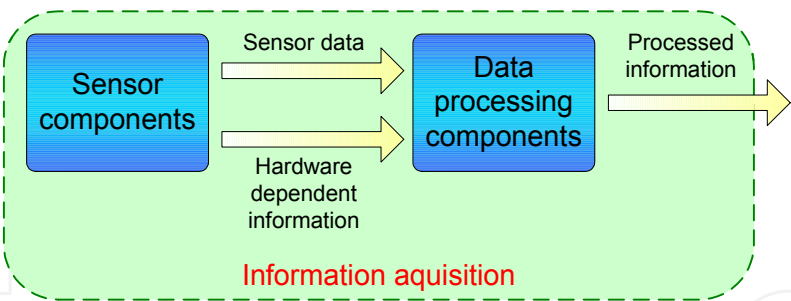 Sensor
components
Sensor data
Hardware
dependent
information
Data
processing
components
Processed
information
Information aquisition